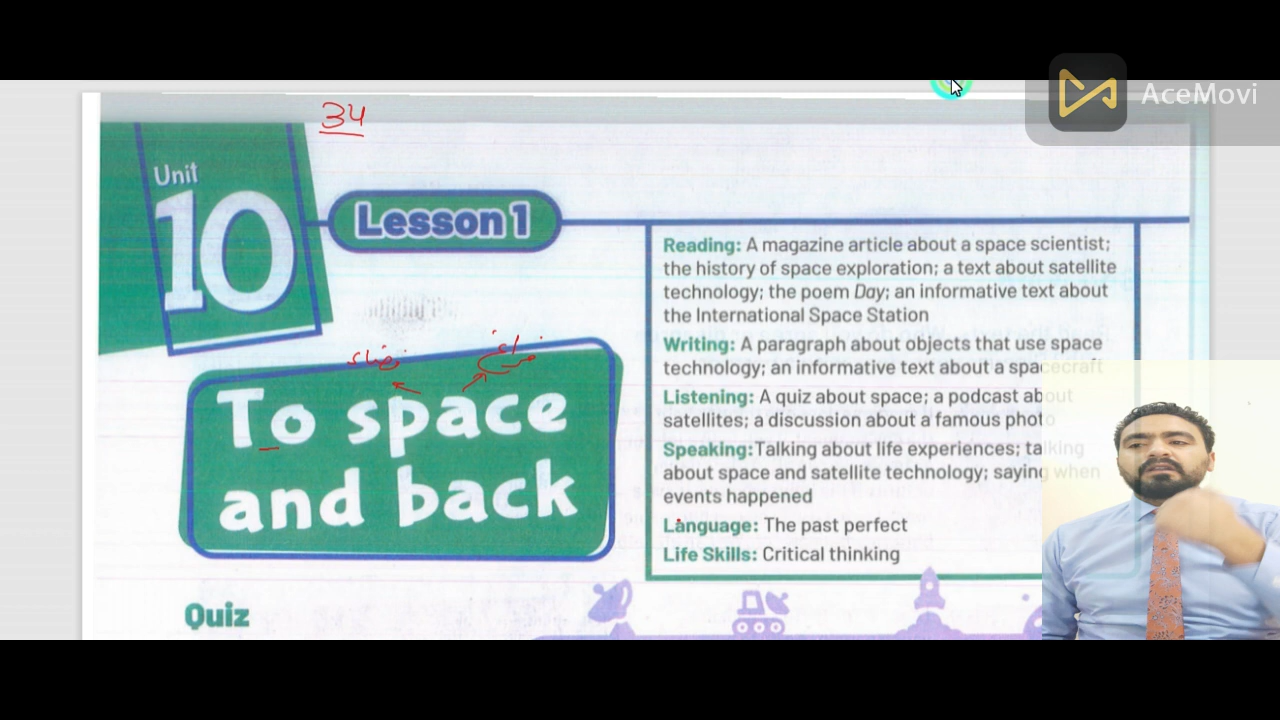 AceMovi
34
Unit
10
Lesson 1
Reading: A magazine article about a space scientist;
the history of space exploration; a text about satellite
technology; the poem Day; an informative text about
the International Space Station
Writing: A paragraph about objects that use space
technology; an informative text about a spacecraft
Listening: A quiz about space; a podcast about
satellites; a discussion about a famous photo
Speaking:Talking about life experiences; talking
about space and satellite technology; saying when
events happened
Language: The past perfect
Life Skills: Critical thinking
فضاء فراغ
To space
and back
Quiz